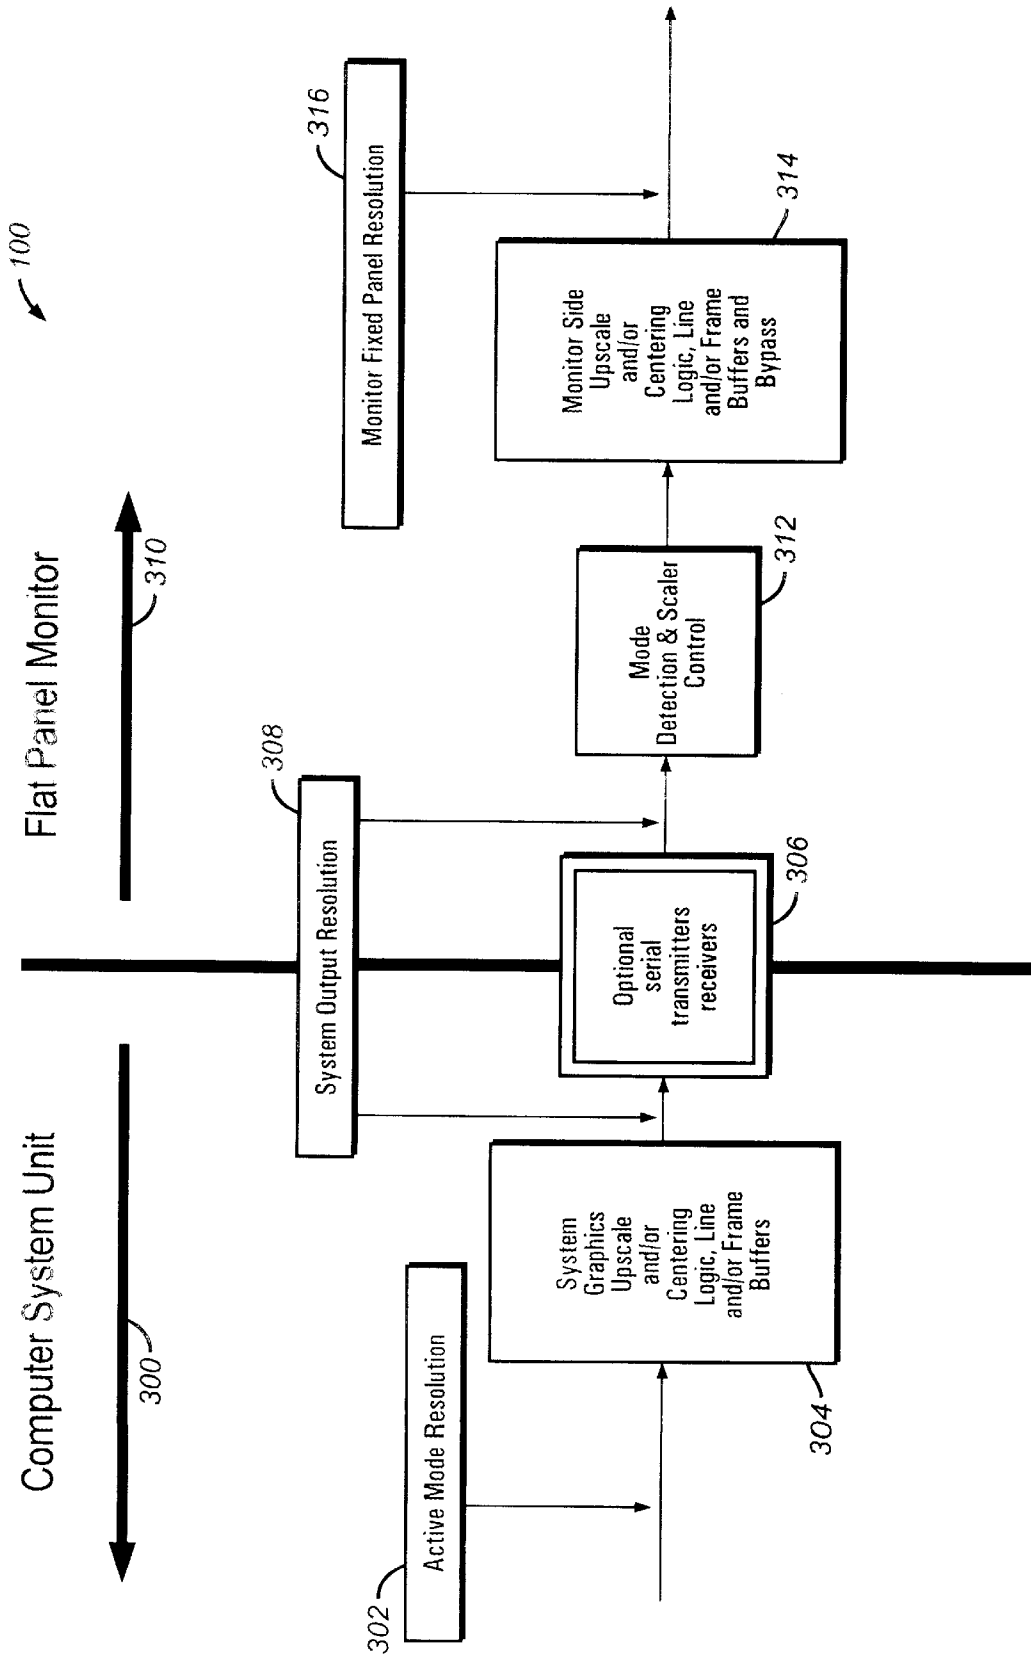 100
Computer System Unit
Flat Panel Monitor
300
310
302
Active Mode Resolution
System Output Resolution
308
Monitor Fixed Panel Resolution
316
System
Graphics
Upscale
and/or
Centering
Logic, Line
and/or Frame
Buffers
304
Optional
serial
transmitters
receivers
306
Mode
Detection & Scaler
Control
312
Monitor Side
Upscale
and/or
Centering
Logic, Line
and/or Frame
Buffers and
Bypass
314